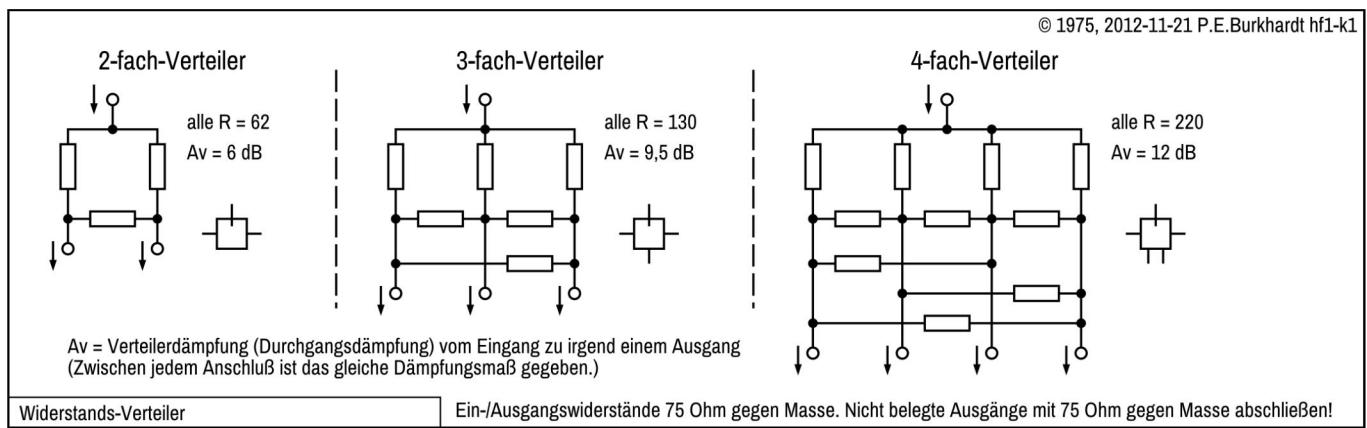 © 1975, 2012-11-21 P.E.Burkhardt hf1-k1
2-fach-Verteiler
alle R = 62
Av = 6 dB
3-fach-Verteiler
alle R = 130
Av = 9,5 dB
4-fach-Verteiler
alle R = 220
Av = 12 dB
Av = Verteilerdämpfung (Durchgangsdämpfung) vom Eingang zu irgend einem Ausgang
(Zwischen jedem Anschluß ist das gleiche Dämpfungsmaß gegeben.)
Widerstands-Verteiler
Ein-/Ausgangswiderstände 75 Ohm gegen Masse. Nicht belegte Ausgänge mit 75 Ohm gegen Masse abschließen!